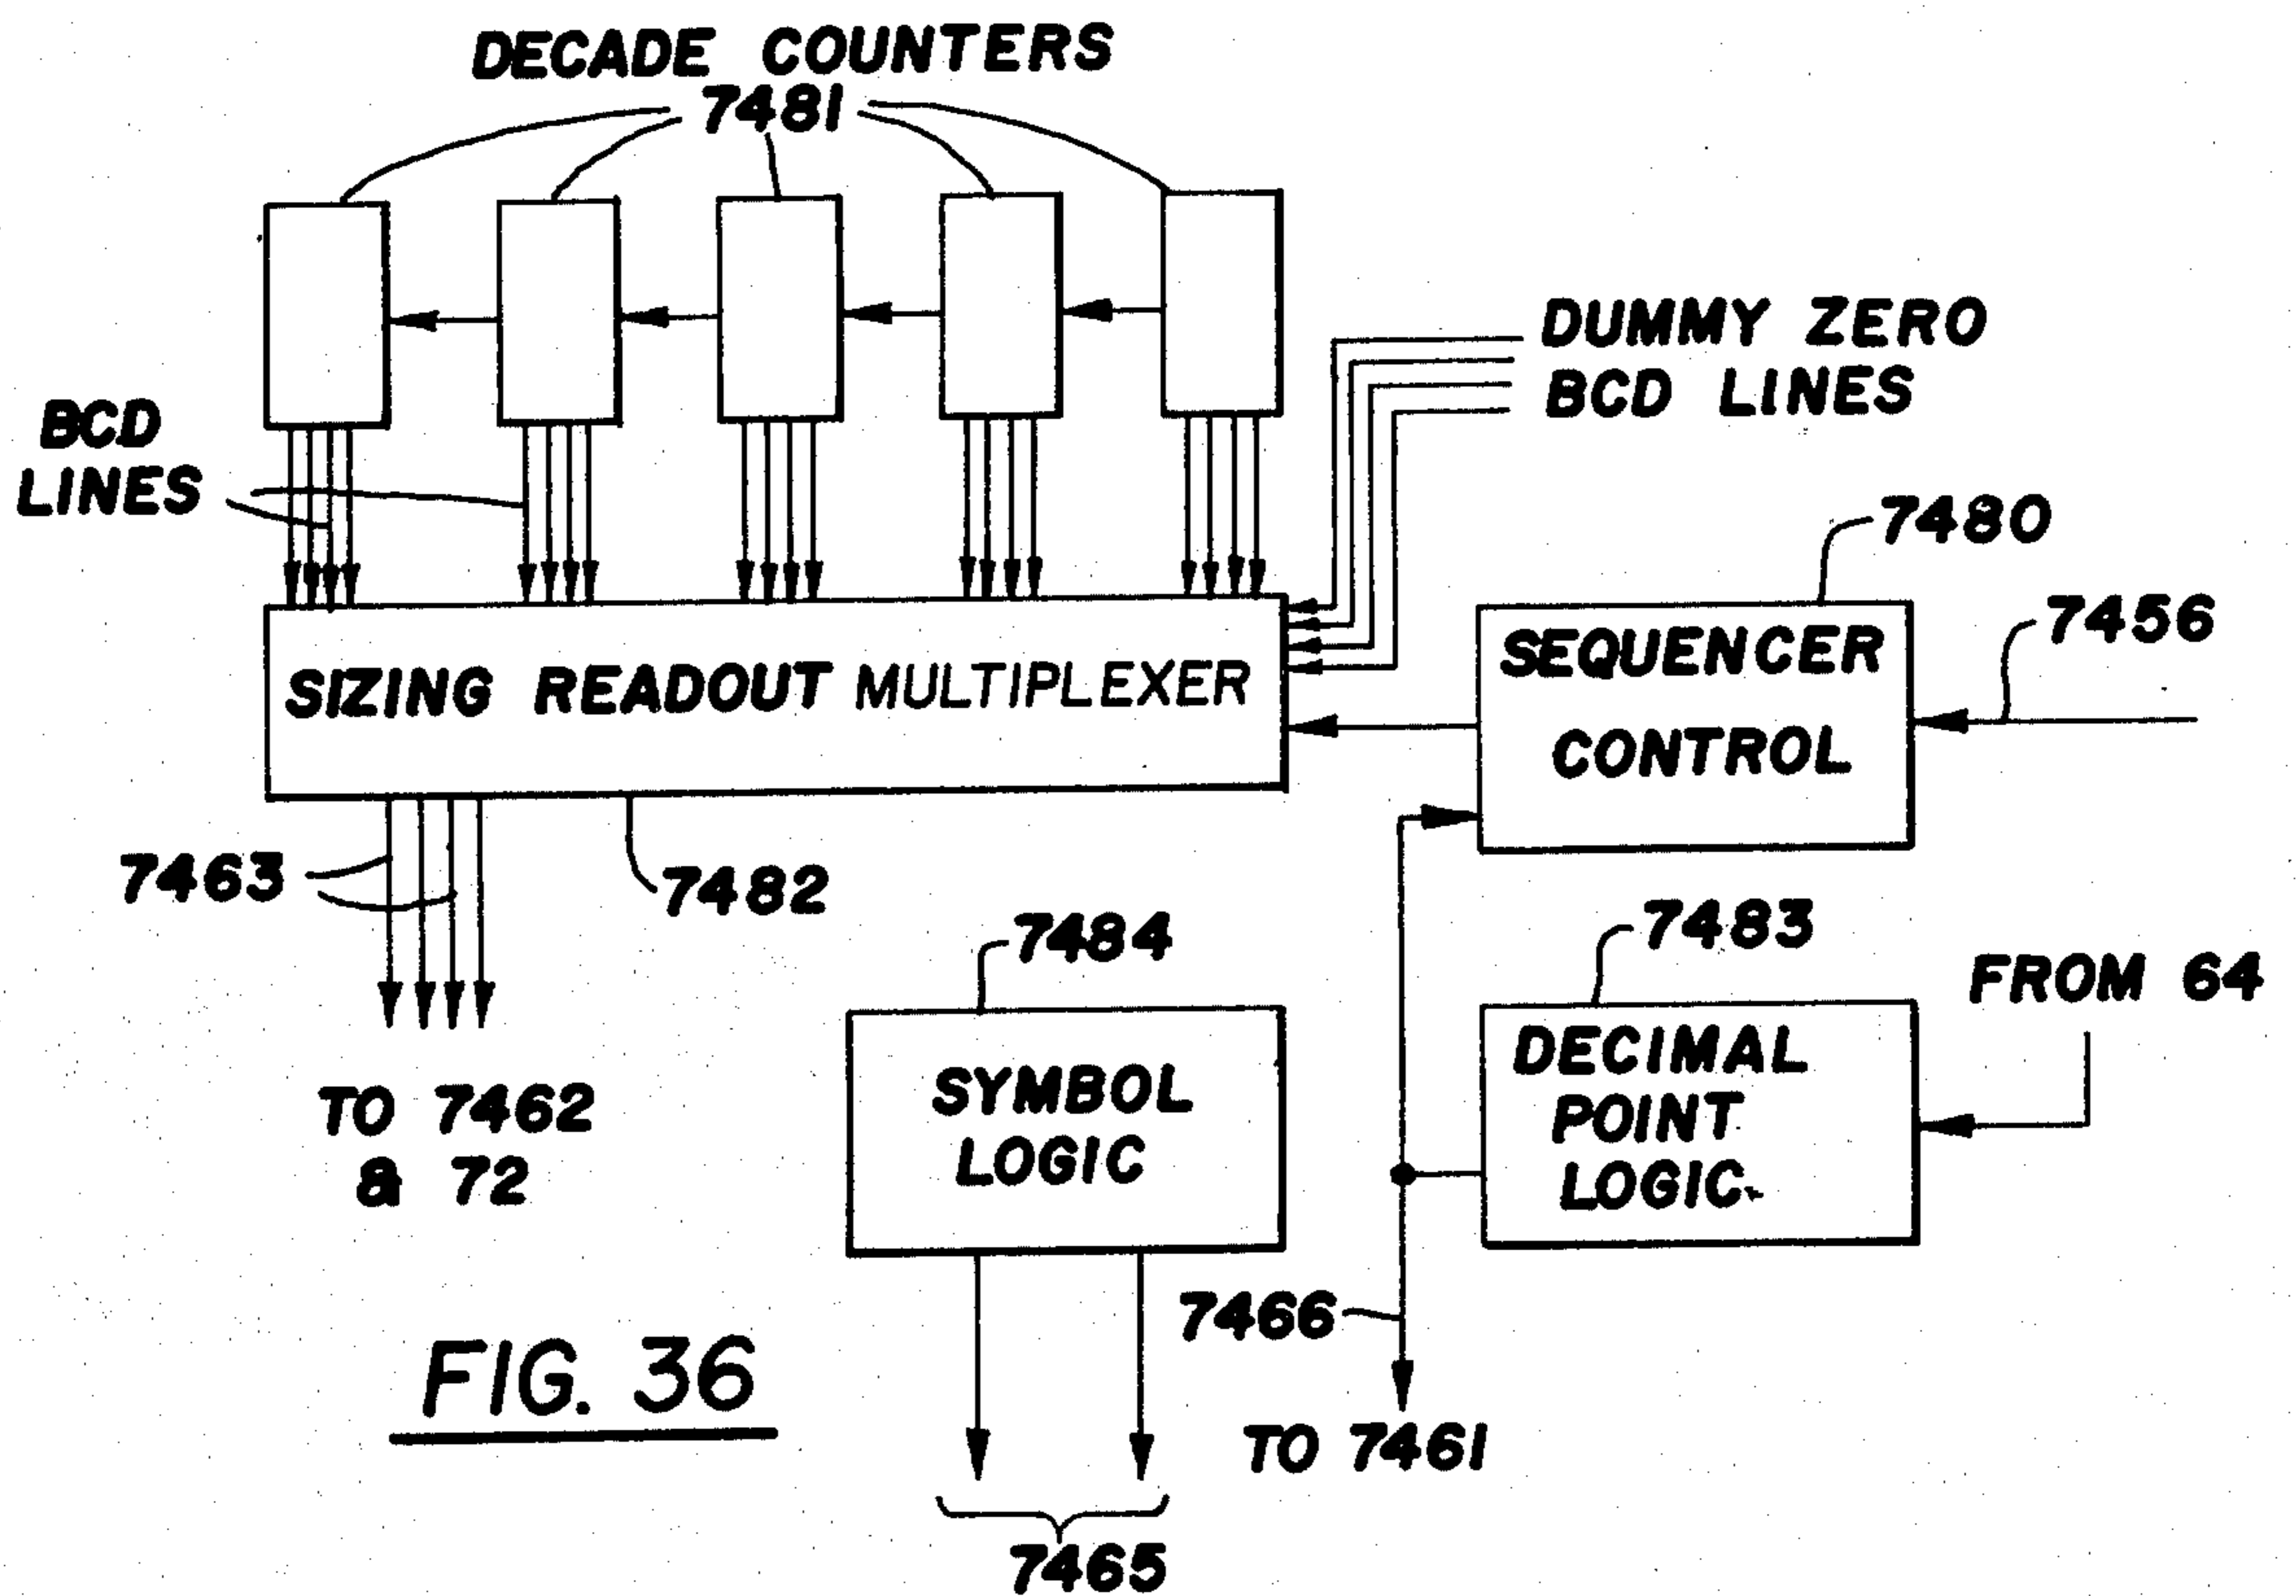 DECADE COUNTERS
7481
DUMMY ZERO
BCD LINES
BCD
LINES
7480
7456
SEQUENCER
CONTROL
SIZING READOUT MULTIPLEXER
7463
7482
7484
7483
FROM 64
DECIMAL
POINT
LOGIC
SYMBOL
LOGIC
TO 7462
& 72
7466
FIG. 36
TO 7461
7465